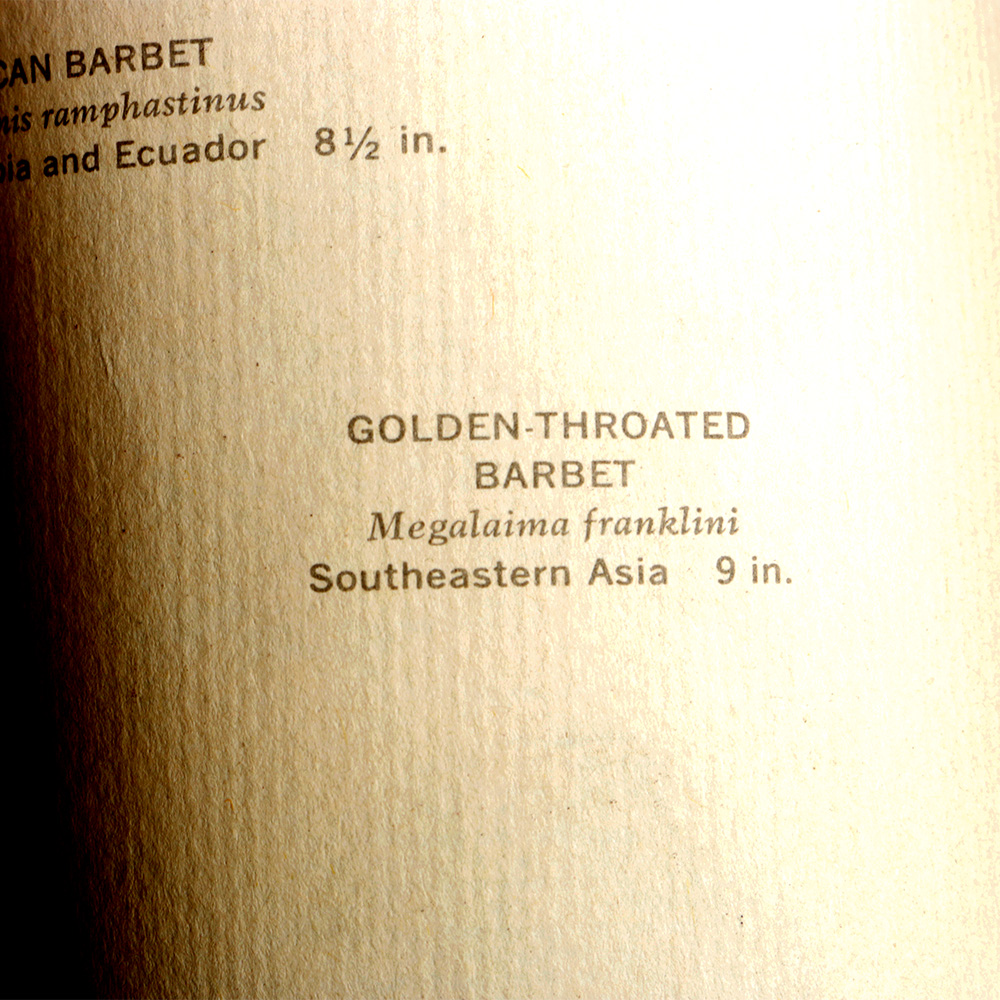 CAN BARBET
ramphastinus
and Ecuador 8½ in.
GOLDEN-THROATED
BARBET
Megalaima franklini
Southeastern Asia 9 in.